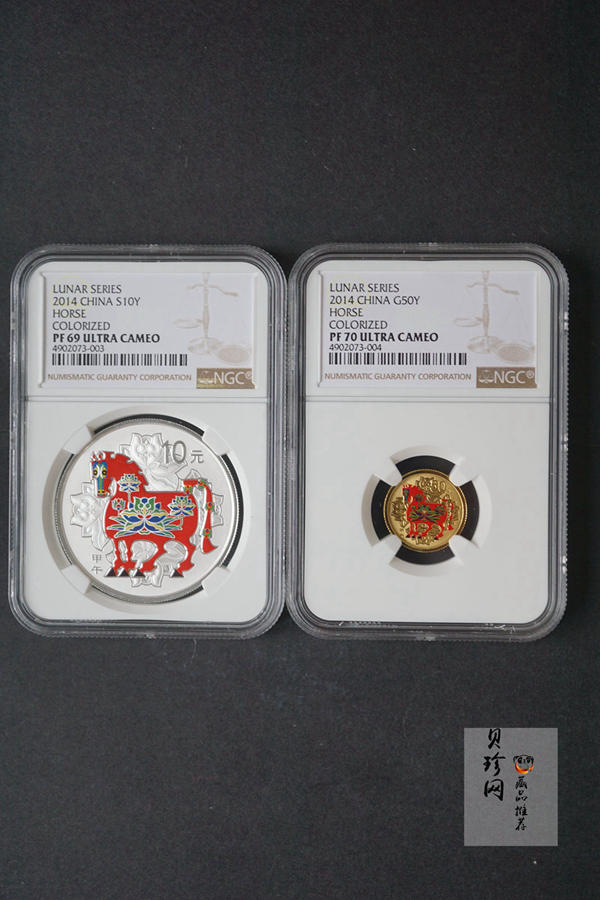 LUNAR SERIES
2014 CHINA S10Y
HORSE
COLORIZED
PF 69 ULTRA CAMEO
4902073-003
NUMISMATIC GUARANTY CORPORATION
NGC®
10元
甲午
LUNAR SERIES
2014 CHINA G50Y
HORSE
COLORIZED
PF 70 ULTRA CAMEO
4902073-004
NUMISMATIC GUARANTY CORPORATION
NGC®
50
贝珍网
藏品推荐